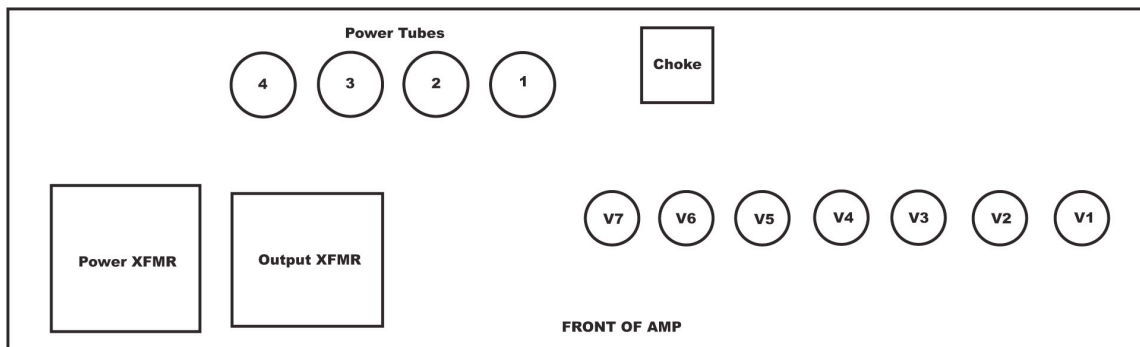 Power Tubes
4 3 2 1
Choke
V7 V6 V5 V4 V3 V2 V1
Power XFMR
Output XFMR
FRONT OF AMP